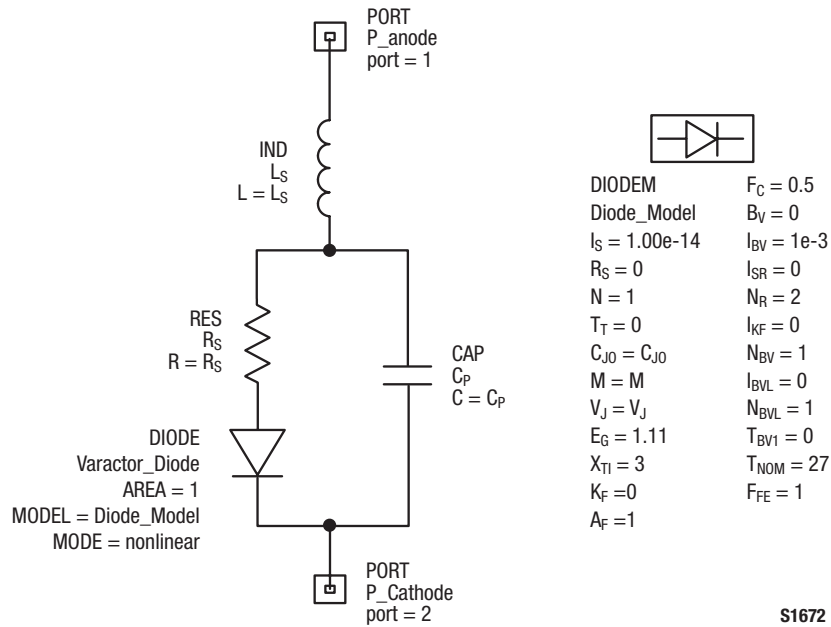 PORT
P_anode
port = 1
IND
LS
L = LS
RES
RS
R = RS
CAP
CP
C = CP
DIODE
Varactor_Diode
AREA = 1
MODEL = Diode_Model
MODE = nonlinear
PORT
P_Cathode
port = 2
DIODEM
Diode_Model
IS = 1.00e-14
RS = 0
N = 1
TT = 0
CJO = CJO
M = M
VJ = VJ
EG = 1.11
XTI = 3
KF =0
AF =1
FC = 0.5
BV = 0
IBV = 1e-3
ISR = 0
NR = 2
IKF = 0
NBV = 1
IBVL = 0
NBVL = 1
TBV1 = 0
TNOM = 27
FFE = 1
S1672